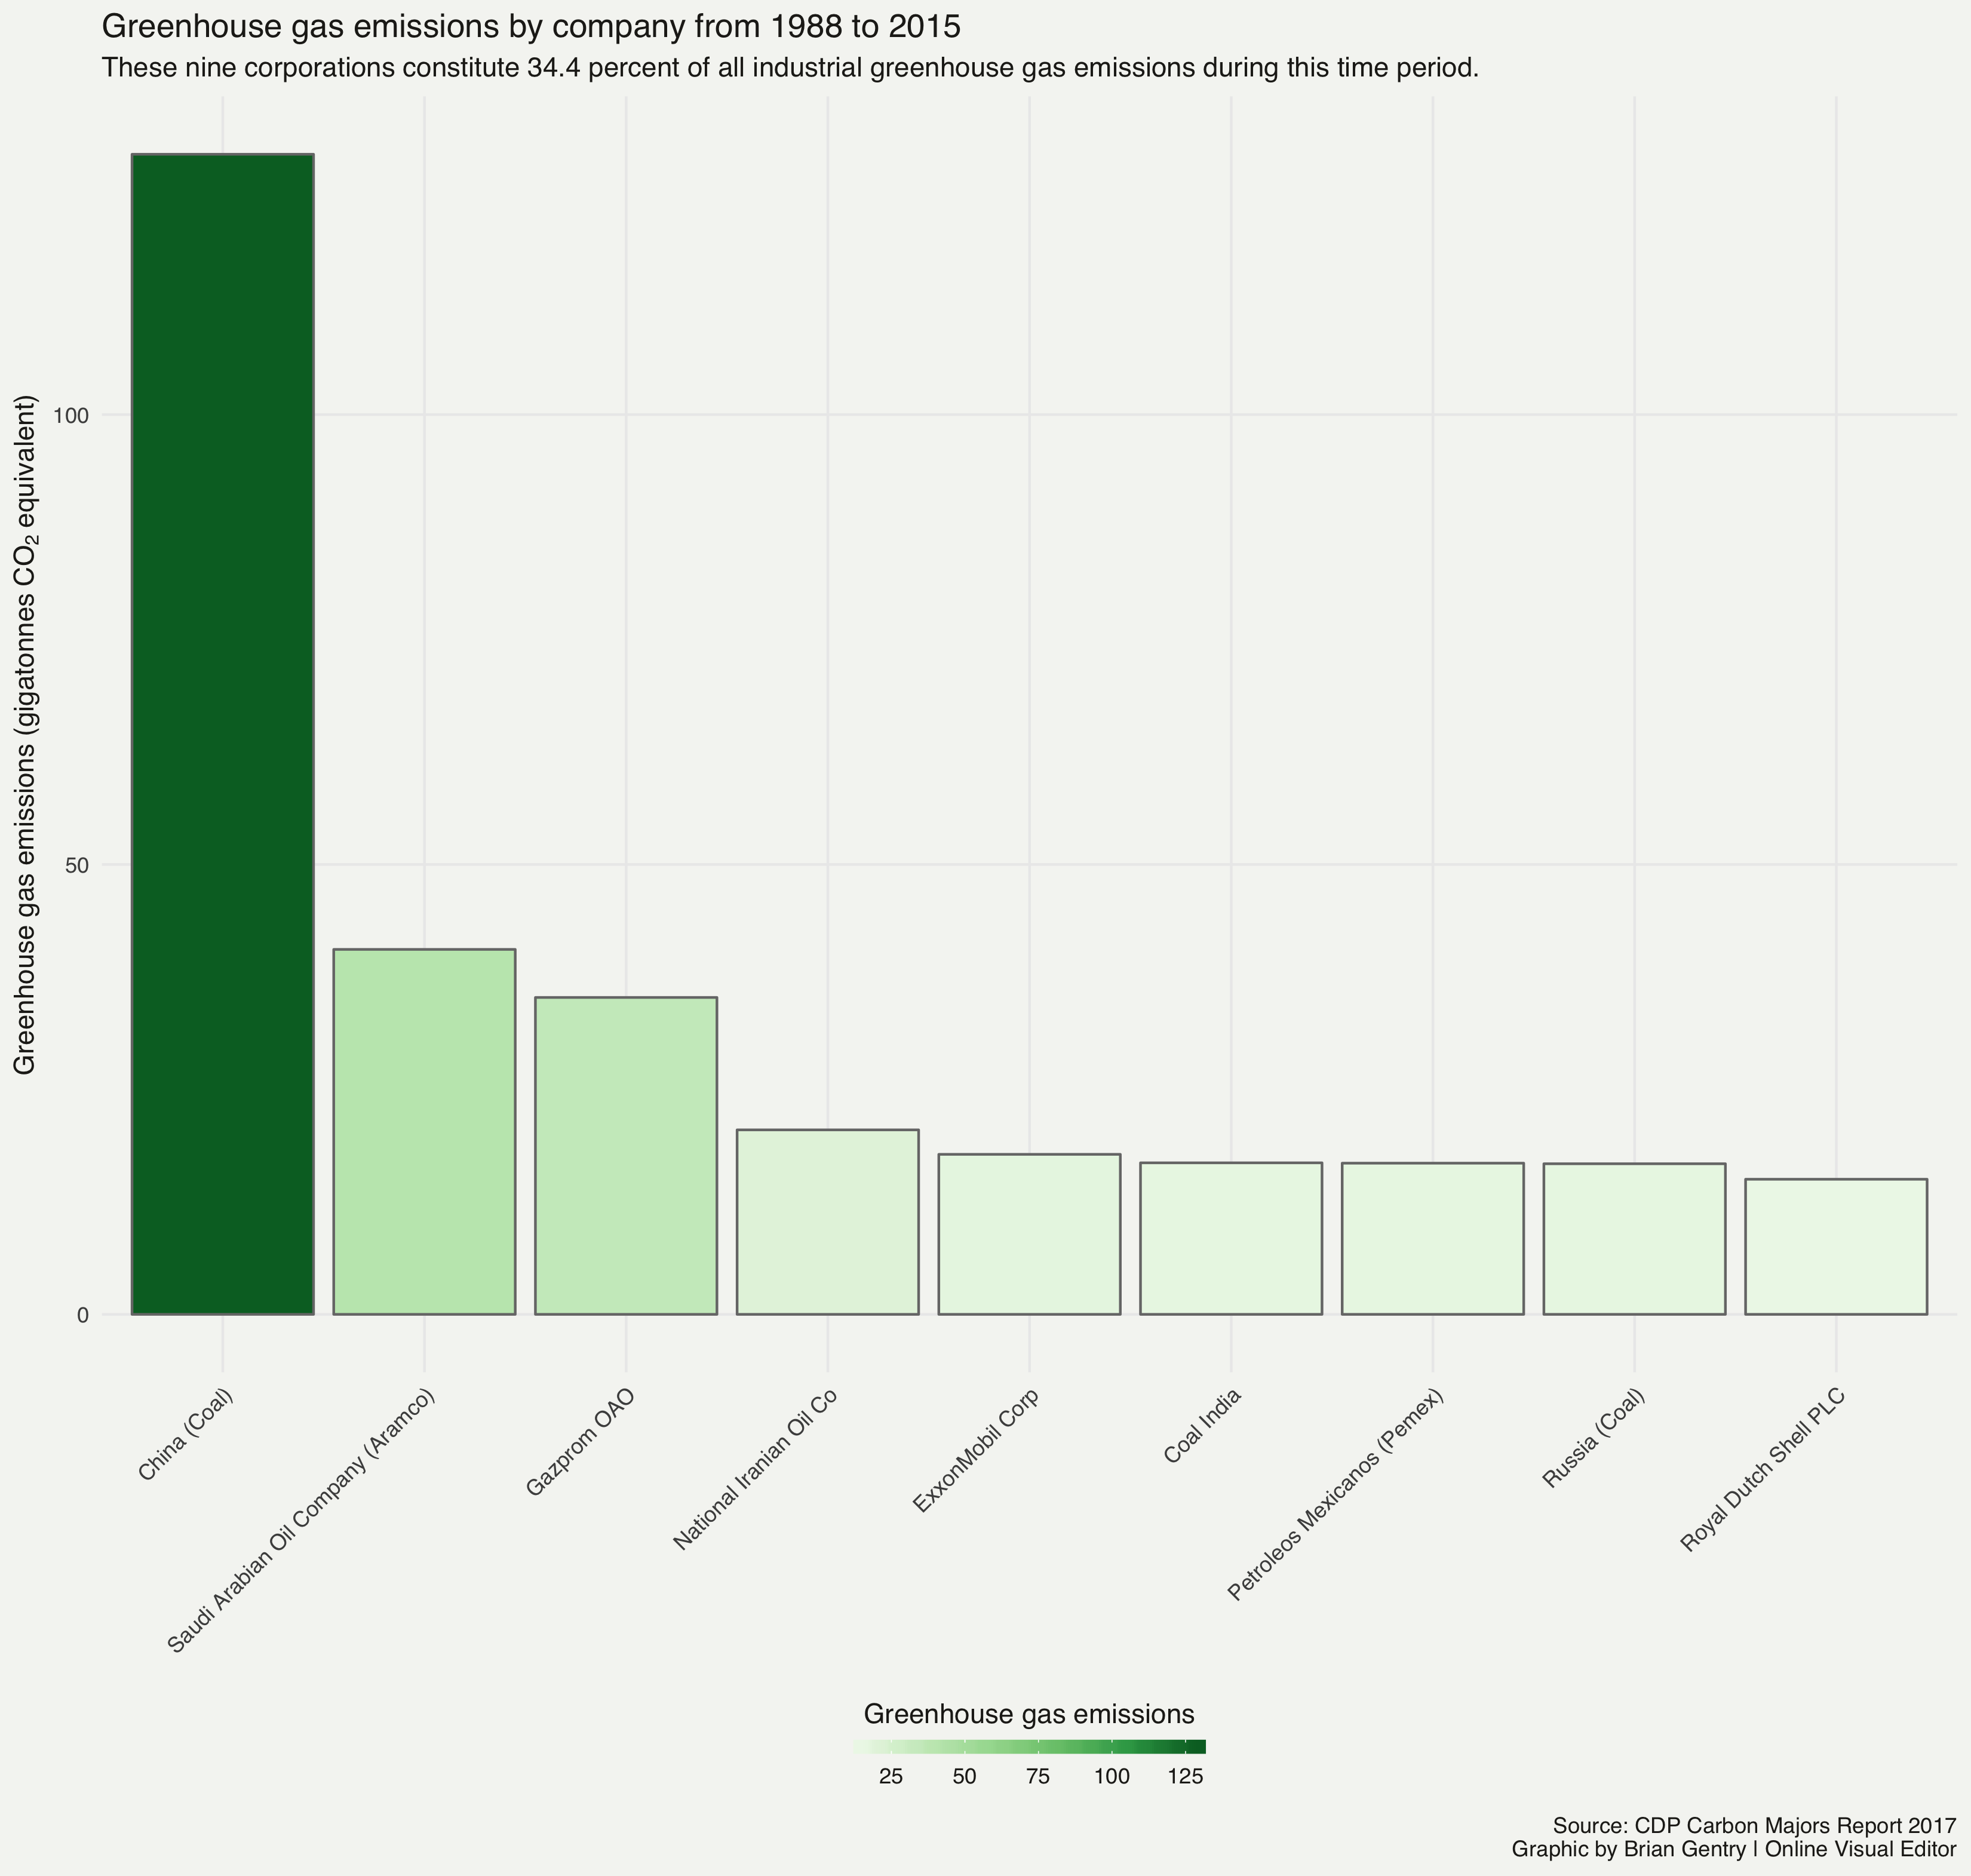 Greenhouse gas emissions by company from 1988 to 2015
These nine corporations constitute 34.4 percent of all industrial greenhouse gas emissions during this time period.
Greenhouse gas emissions (gigatonnes CO₂ equivalent)
100
50
0
China (Coal)
Saudi Arabian Oil Company (Aramco)
Gazprom OAO
National Iranian Oil Co
ExxonMobil Corp
Coal India
Petroleos Mexicanos (Pemex)
Russia (Coal)
Royal Dutch Shell PLC
Greenhouse gas emissions
25 50 75 100 125
Source: CDP Carbon Majors Report 2017
Graphic by Brian Gentry | Online Visual Editor